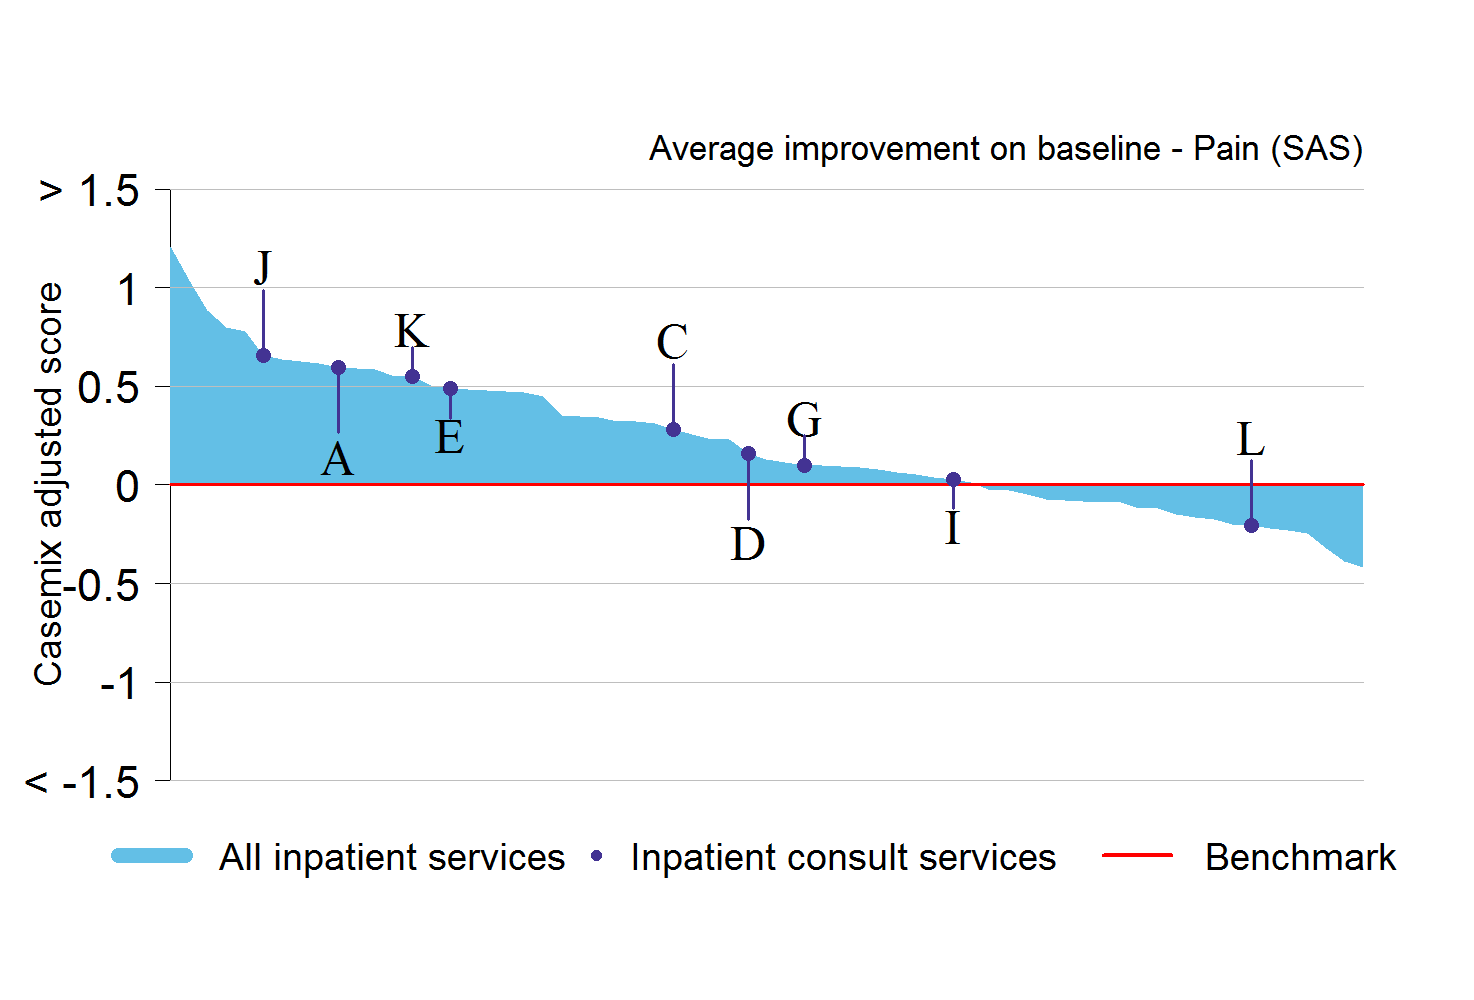 Average improvement on baseline - Pain (SAS)
Casemix adjusted score
> 1.5
1
0.5
0
-0.5
-1
< -1.5
J
A
K
E
C
D
G
I
L
All inpatient services
Inpatient consult services
Benchmark